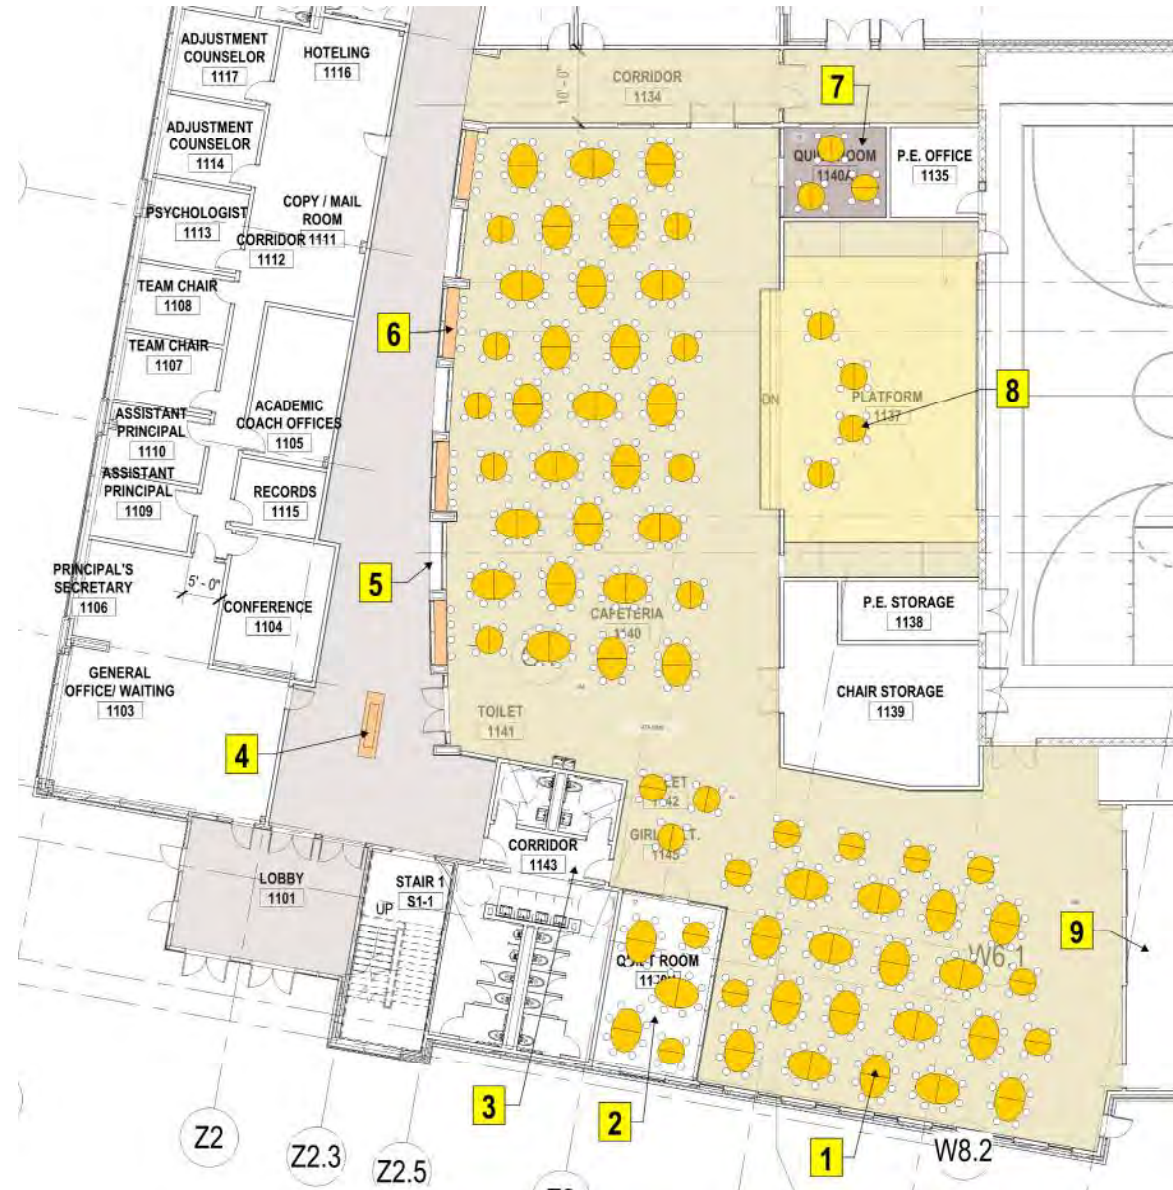 ADJUSTMENT
COUNSELOR
1117
HOTELING
1116
ADJUSTMENT
COUNSELOR
1114
PSYCHOLOGIST
1113
COPY / MAIL
ROOM
1111
CORRIDOR
1112
TEAM CHAIR
1108
TEAM CHAIR
1107
ASSISTANT
PRINCIPAL
1110
ACADEMIC
COACH OFFICES
1105
ASSISTANT
PRINCIPAL
1109
RECORDS
1115
PRINCIPAL'S
SECRETARY
1106
5' - 0"
CONFERENCE
1104
GENERAL
OFFICE/ WAITING
1103
CORRIDOR
1134
10' - 0"
7
1140A
P.E. OFFICE
1135
6
8
PLATFORM
1137
DN
5
CAFETERIA
1140
P.E. STORAGE
1138
CHAIR STORAGE
1139
TOILET
1141
4
1145
CORRIDOR
1143
LOBBY
1101
STAIR 1
S1-1
UP
ROOM
9
W6.1
3
2
1
Z2
Z2.3
Z2.5
W8.2